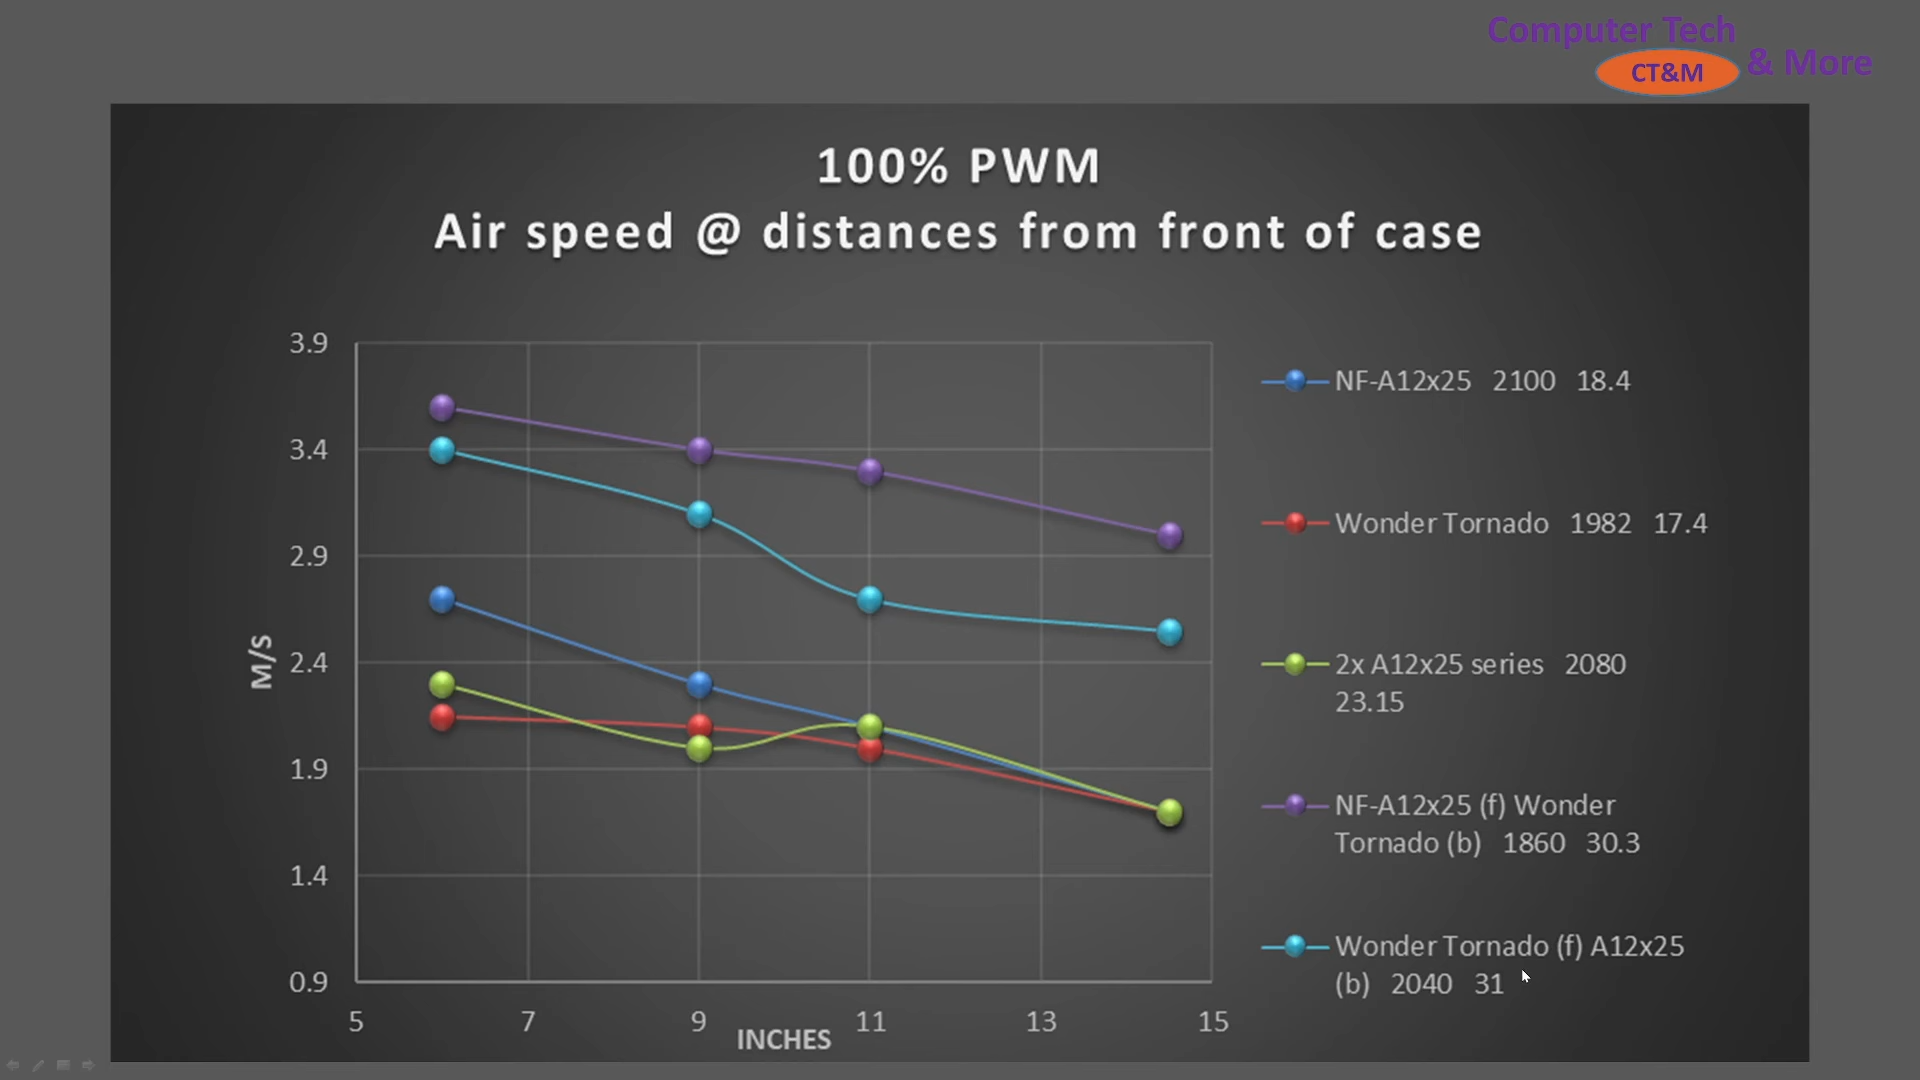 Computer Tech
& More
CT&M
100% PWM
Air speed @ distances from front of case
3.9
3.4
2.9
2.4
1.9
1.4
0.9
M/S
5 7 9 11 13 15
INCHES
NF-A12x25 2100 18.4
Wonder Tornado 1982 17.4
2x A12x25 series 2080
23.15
NF-A12x25 (f) Wonder
Tornado (b) 1860 30.3
Wonder Tornado (f) A12x25
(b) 2040 31